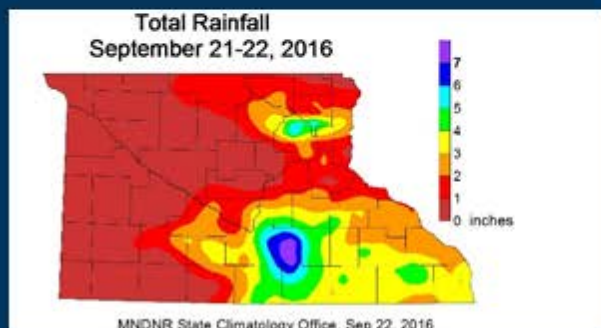 Total Rainfall
September 21-22, 2016
7
6
5
4
3
2
1
0 inches
MNDNR State Climatology Office, Sep 22, 2016